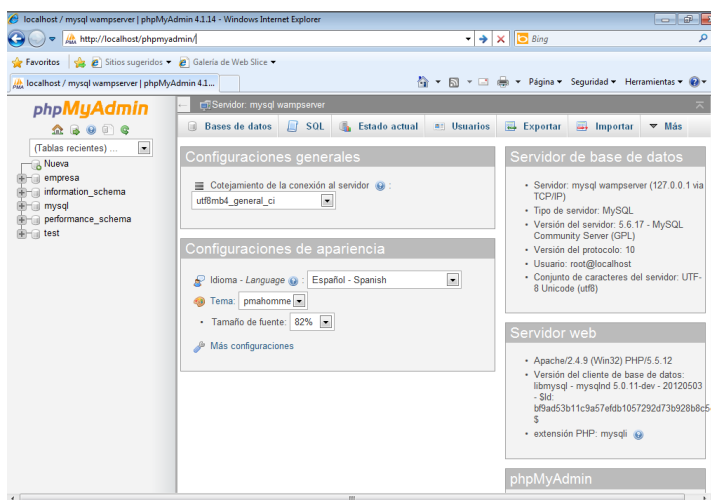 localhost / mysql wampserver | phpMyAdmin 4.1.14 - Windows Internet Explorer
http://localhost/phpmyadmin/
Bing
Favoritos Sitios sugeridos Galería de Web Slice
localhost / mysql wampserver | phpMyAdmin 4.1...
Página Seguridad Herramientas
phpMyAdmin
(Tablas recientes) ...
Nueva
empresa
information_schema
mysql
performance_schema
test
Servidor: mysql wampserver
Bases de datos SQL Estado actual Usuarios Exportar Importar Más
Configuraciones generales
Cotejamiento de la conexión al servidor :
utf8mb4_general_ci
Configuraciones de apariencia
Idioma - Language : Español - Spanish
Tema: pmahomme
Tamaño de fuente: 82%
Más configuraciones
Servidor de base de datos
Servidor: mysql wampserver (127.0.0.1 via
TCP/IP)
Tipo de servidor: MySQL
Versión del servidor: 5.6.17 - MySQL
Community Server (GPL)
Versión del protocolo: 10
Usuario: root@localhost
Conjunto de caracteres del servidor: UTF-
8 Unicode (utf8)
Servidor web
Apache/2.4.9 (Win32) PHP/5.5.12
Versión del cliente de base de datos:
libmysql - mysqlnd 5.0.11-dev - 20120503
- $Id:
bf9ad53b11c9a57efdb1057292d73b928b8c5
$
extensión PHP: mysqli
phpMyAdmin